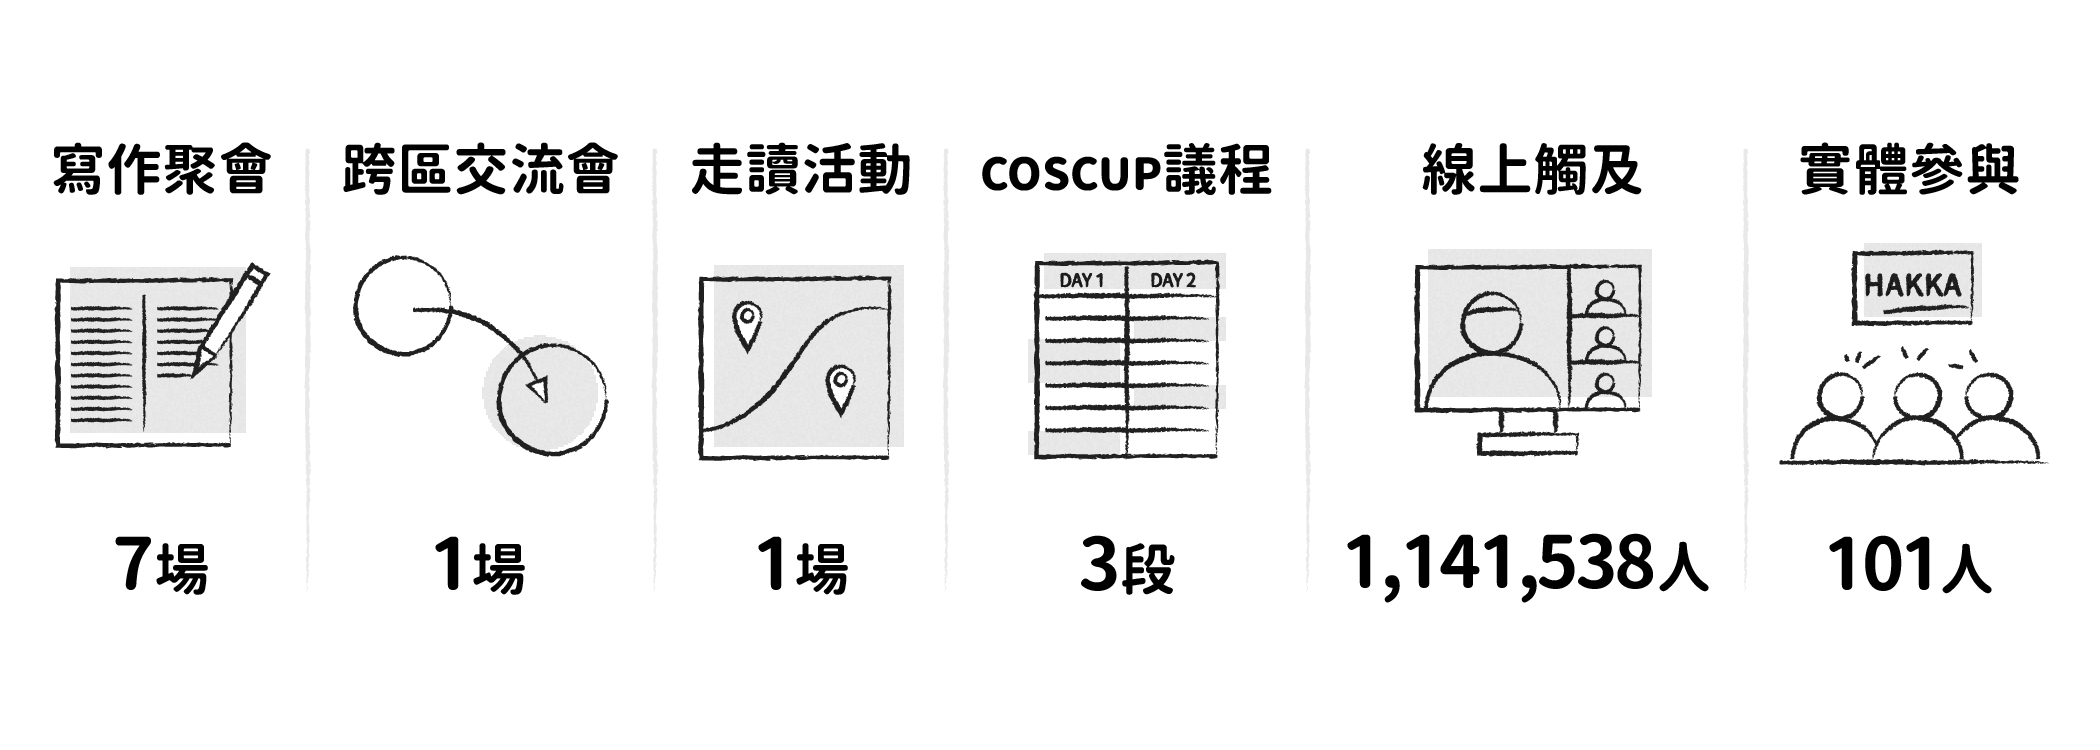 寫作聚會
跨區交流會
走讀活動
COSCUP議程
線上觸及
實體參與
DAY 1
DAY 2
HAKKA
7場
1場
1場
3段
1,141,538人
101人